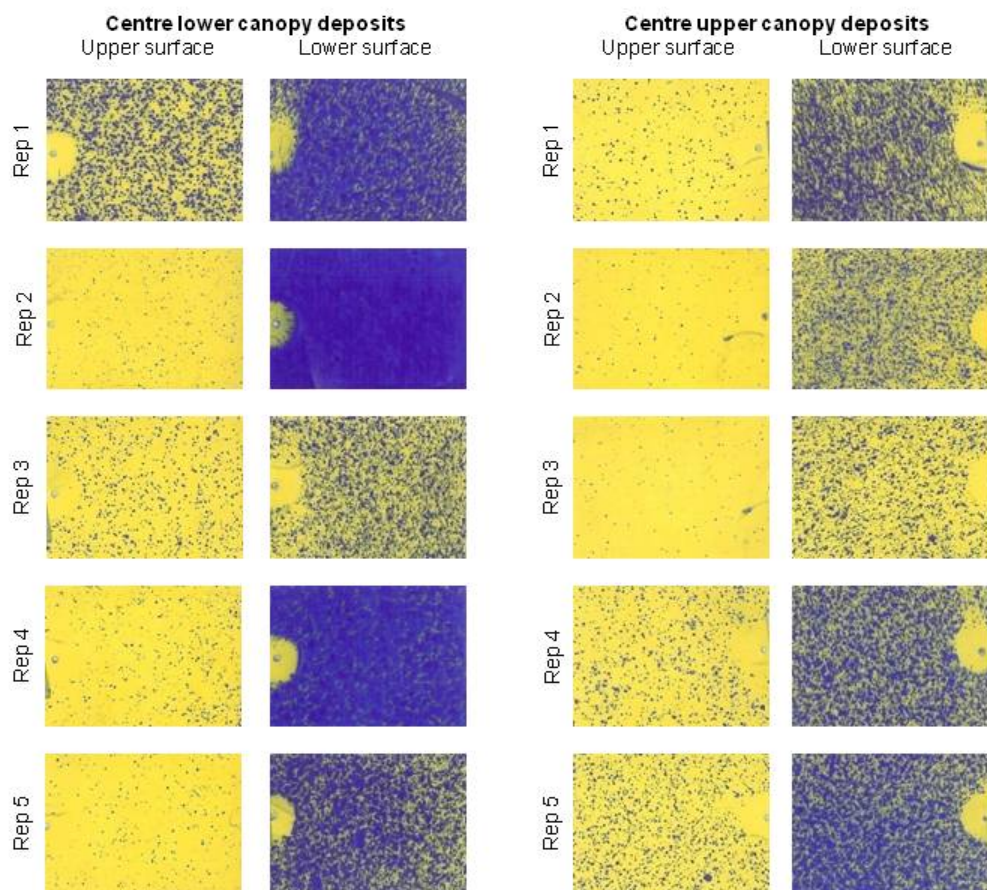 Centre lower canopy deposits
Upper surface Lower surface
Rep 1
Rep 2
Rep 3
Rep 4
Rep 5
Centre upper canopy deposits
Upper surface Lower surface
Rep 1
Rep 2
Rep 3
Rep 4
Rep 5